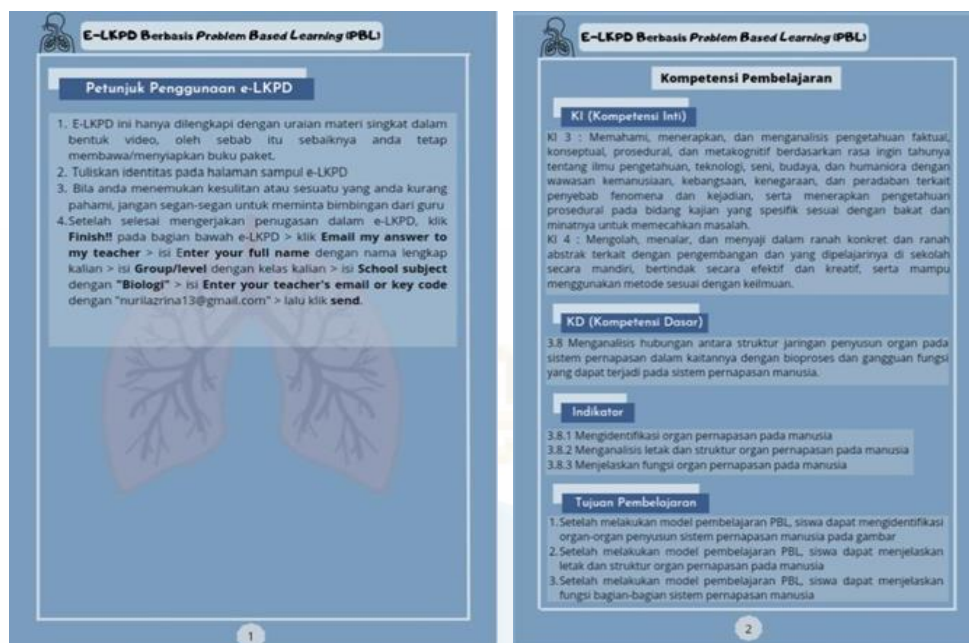 E-LKPD Berbasis Problem Based Learning (PBL)
Petunjuk Penggunaan e-LKPD
1. E-LKPD ini hanya dilengkapi dengan uraian materi singkat dalam
bentuk video, oleh sebab itu sebaiknya anda tetap
membawa/menyiapkan buku paket.
2. Tuliskan identitas pada halaman sampul e-LKPD
3. Bila anda menemukan kesulitan atau sesuatu yang anda kurang
pahami, jangan segan-segan untuk meminta bimbingan dari guru
4.Setelah selesai mengerjakan penugasan dalam e-LKPD, klik
Finish!! pada bagian bawah e-LKPD > klik Email my answer to
my teacher > isi Enter your full name dengan nama lengkap
kalian > isi Group/level dengan kelas kalian > isi School subject
dengan "Biologi" > isi Enter your teacher's email or key code
dengan "nurilazrina13@gmail.com" > lalu klik send.
1
E-LKPD Berbasis Problem Based Learning (PBL)
Kompetensi Pembelajaran
KI (Kompetensi Inti)
KI 3 : Memahami, menerapkan, dan menganalisis pengetahuan faktual,
konseptual, prosedural, dan metakognitif berdasarkan rasa ingin tahunya
tentang ilmu pengetahuan, teknologi, seni, budaya, dan humaniora dengan
wawasan kemanusiaan, kebangsaan, kenegaraan, dan peradaban terkait
penyebab fenomena dan kejadian, serta menerapkan pengetahuan
prosedural pada bidang kajian yang spesifik sesuai dengan bakat dan
minatnya untuk memecahkan masalah.
KI 4 : Mengolah, menalar, dan menyaji dalam ranah konkret dan ranah
abstrak terkait dengan pengembangan dan yang dipelajarinya di sekolah
secara mandiri, bertindak secara efektif dan kreatif, serta mampu
menggunakan metode sesuai dengan keilmuan.
KD (Kompetensi Dasar)
3.8 Menganalisis hubungan antara struktur jaringan penyusun organ pada
sistem pernapasan dalam kaitannya dengan bioproses dan gangguan fungsi
yang dapat terjadi pada sistem pernapasan manusia.
Indikator
3.8.1 Mengidentifikasi organ pernapasan pada manusia
3.8.2 Menganalisis letak dan struktur organ pernapasan pada manusia
3.8.3 Menjelaskan fungsi organ pernapasan pada manusia
Tujuan Pembelajaran
1.Setelah melakukan model pembelajaran PBL, siswa dapat mengidentifikasi
organ-organ penyusun sistem pernapasan manusia pada gambar
2.Setelah melakukan model pembelajaran PBL, siswa dapat menjelaskan
letak dan struktur organ pernapasan pada manusia
3.Setelah melakukan model pembelajaran PBL, siswa dapat menjelaskan
fungsi bagian-bagian sistem pernapasan manusia
2